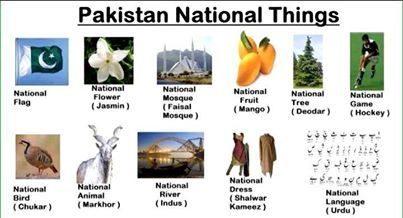 Pakistan National Things
National
Flag
National
Flower
( Jasmin )
National
Mosque
( Faisal
Mosque )
National
Fruit
( Mango )
National
Tree
( Deodar )
National
Game
( Hockey )
National
Bird
( Chukar )
National
Animal
( Markhor )
National
River
( Indus )
National
Dress
( Shalwar
Kameez )
National
Language
( Urdu )